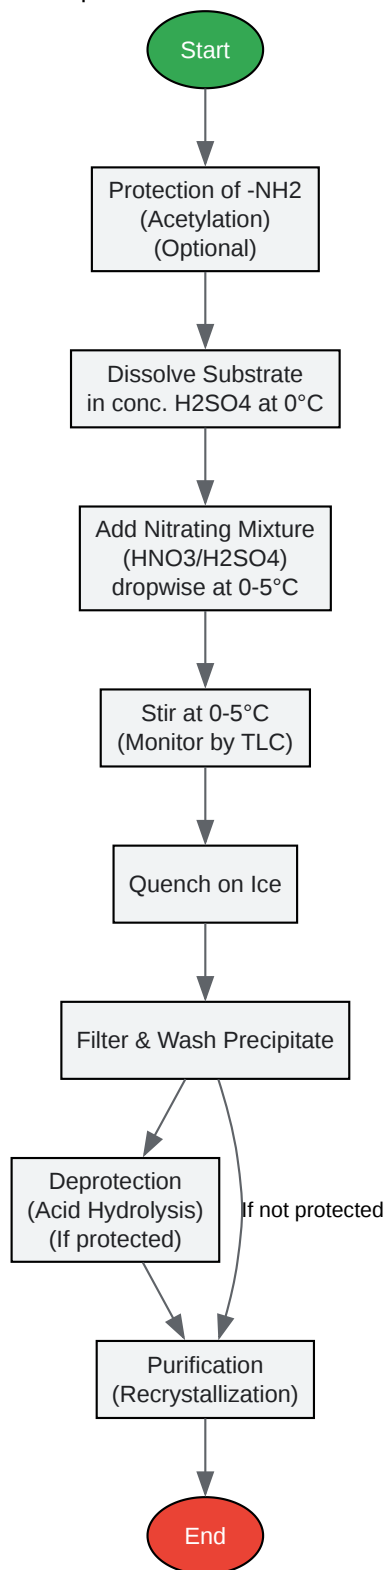 Start
Protection of -NH2
(Acetylation)
(Optional)
Dissolve Substrate
in conc. H2SO4 at 0°C
Add Nitrating Mixture
(HNO3/H2SO4)
dropwise at 0-5°C
Stir at 0-5°C
(Monitor by TLC)
Quench on Ice
Filter & Wash Precipitate
Deprotection
(Acid Hydrolysis)
(If protected)
If not protected
Purification
(Recrystallization)
End